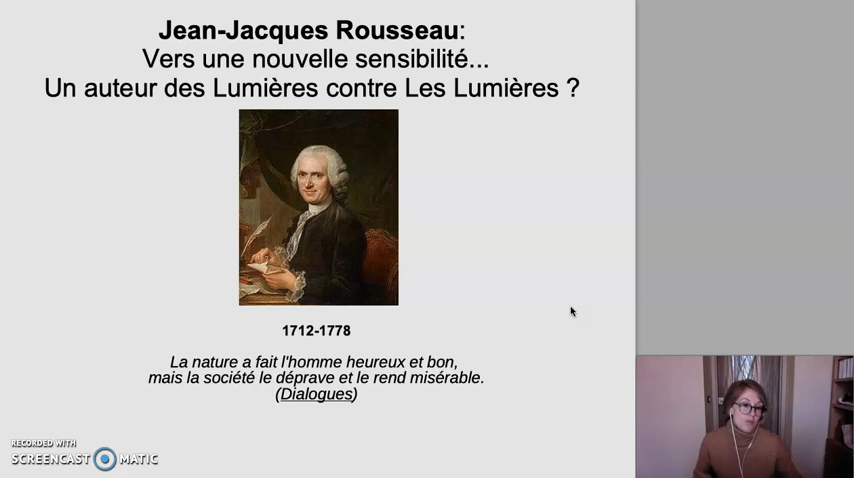 Jean-Jacques Rousseau:
Vers une nouvelle sensibilité...
Un auteur des Lumières contre Les Lumières ?
1712-1778
La nature a fait l'homme heureux et bon,
mais la société le déprave et le rend misérable.
(Dialogues)
RECORDED WITH
SCREENCAST MATIC